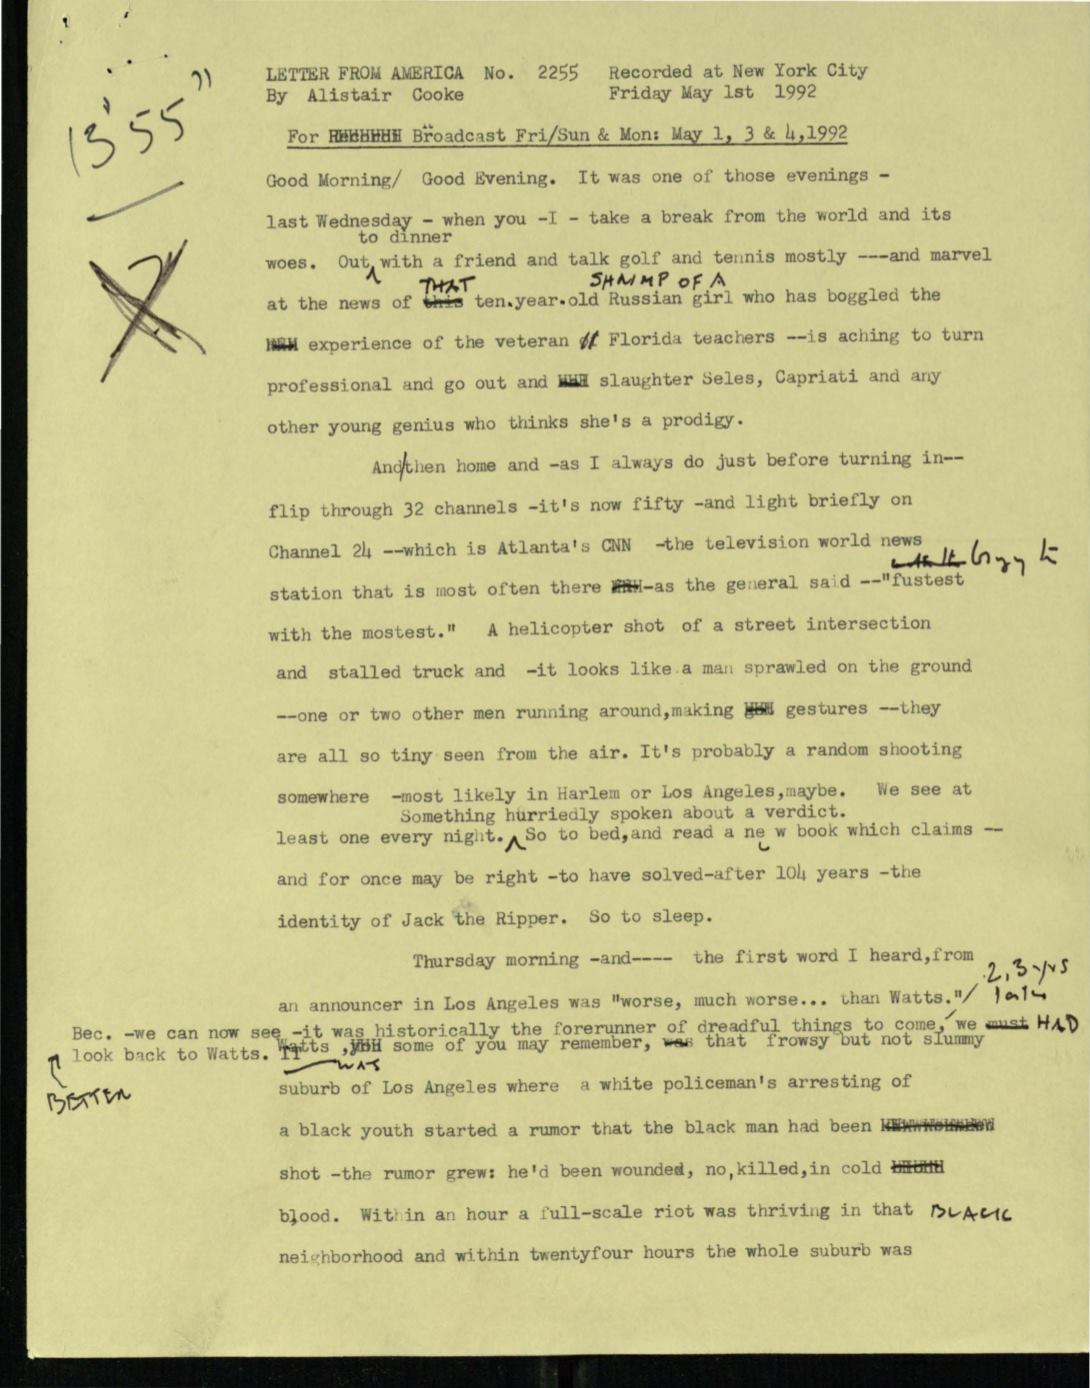 13' 55"
LETTER FROM AMERICA No. 2255 Recorded at New York City
By Alistair Cooke Friday May 1st 1992
For Broadcast Fri/Sun & Mon: May 1, 3 & 4,1992
Good Morning/ Good Evening. It was one of those evenings -
last Wednesday - when you -I - take a break from the world and its
to dinner
woes. Out with a friend and talk golf and tennis mostly ----and marvel
THAT SHRIMP OF A
at the news of this ten.year.old Russian girl who has boggled the
experience of the veteran Florida teachers --is aching to turn
professional and go out and slaughter Seles, Capriati and any
other young genius who thinks she's a prodigy.
And/then home and -as I always do just before turning in--
flip through 32 channels -it's now fifty -and light briefly on
Channel 24 --which is Atlanta's CNN -the television world news
station that is most often there -as the general said --"fustest
with the mostest." A helicopter shot of a street intersection
and stalled truck and -it looks like a man sprawled on the ground
--one or two other men running around,making gestures --they
are all so tiny seen from the air. It's probably a random shooting
somewhere -most likely in Harlem or Los Angeles,maybe. We see at
Something hurriedly spoken about a verdict.
least one every night. So to bed,and read a ne w book which claims --
and for once may be right -to have solved-after 104 years -the
identity of Jack the Ripper. So to sleep.
Thursday morning -and---- the first word I heard,from
2, 3 yrs
an announcer in Los Angeles was "worse, much worse... than Watts."/
Bec. -we can now see -it was historically the forerunner of dreadful things to come, we must HAD
look back to Watts. Watts , some of you may remember, was that frowsy but not slummy
BETTER IT WAS
suburb of Los Angeles where a white policeman's arresting of
a black youth started a rumor that the black man had been
shot -the rumor grew: he'd been wounded, no,killed,in cold
blood. Within an hour a full-scale riot was thriving in that BLACK
neighborhood and within twentyfour hours the whole suburb was